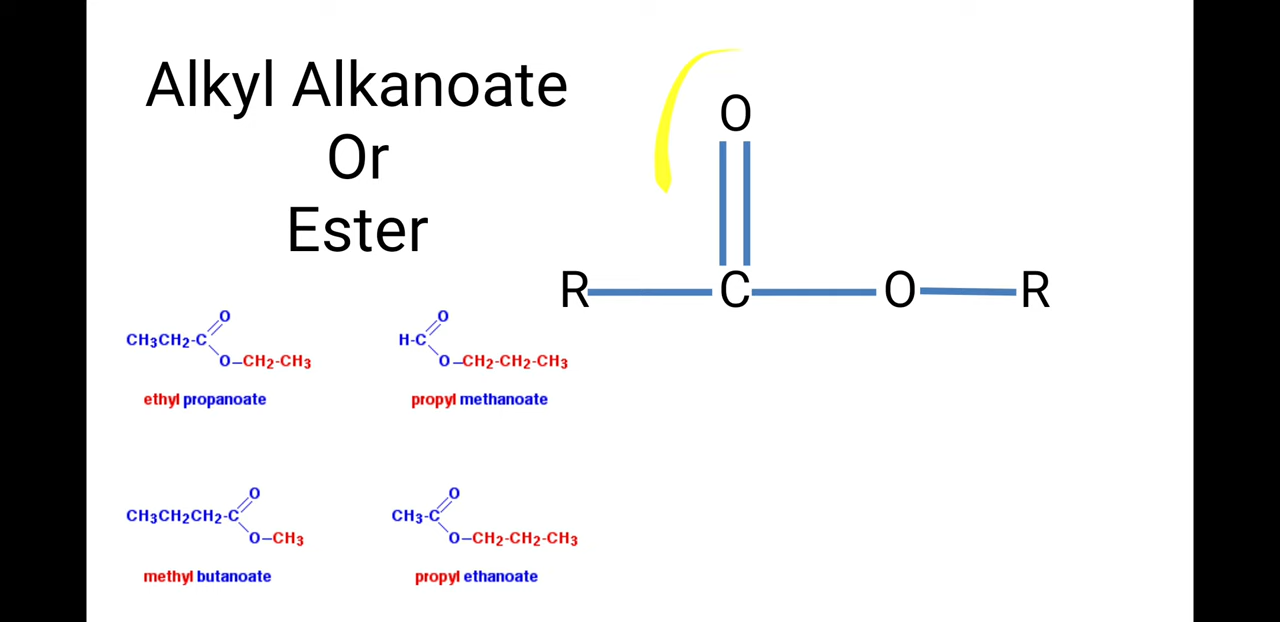 Alkyl Alkanoate
Or
Ester
O
R C O R
O
CH3CH2-C
O–CH2-CH3
ethyl propanoate
O
H-C
O–CH2-CH2-CH3
propyl methanoate
O
CH3CH2CH2-C
O–CH3
methyl butanoate
O
CH3-C
O–CH2-CH2-CH3
propyl ethanoate